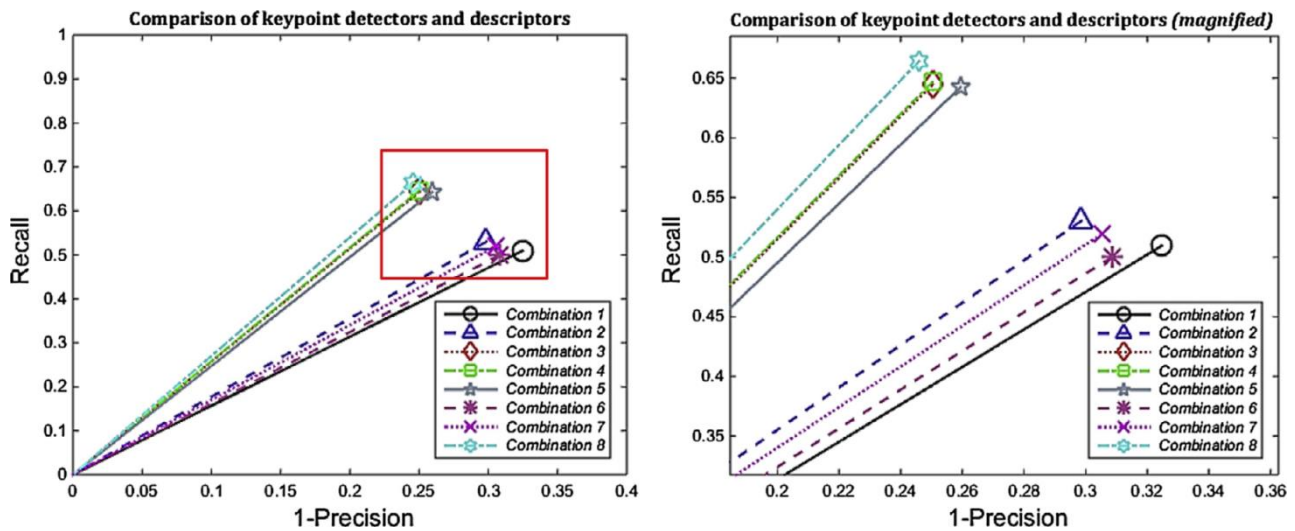 Comparison of keypoint detectors and descriptors
1
0.9
0.8
0.7
0.6
0.5
0.4
0.3
0.2
0.1
0
Recall
0
0.05
0.1
0.15
0.2
0.25
0.3
0.35
0.4
1-Precision
Combination 1
Combination 2
Combination 3
Combination 4
Combination 5
Combination 6
Combination 7
Combination 8
Comparison of keypoint detectors and descriptors (magnified)
0.65
0.6
0.55
0.5
0.45
0.4
0.35
Recall
0.2
0.22
0.24
0.26
0.28
0.3
0.32
0.34
0.36
1-Precision
Combination 1
Combination 2
Combination 3
Combination 4
Combination 5
Combination 6
Combination 7
Combination 8